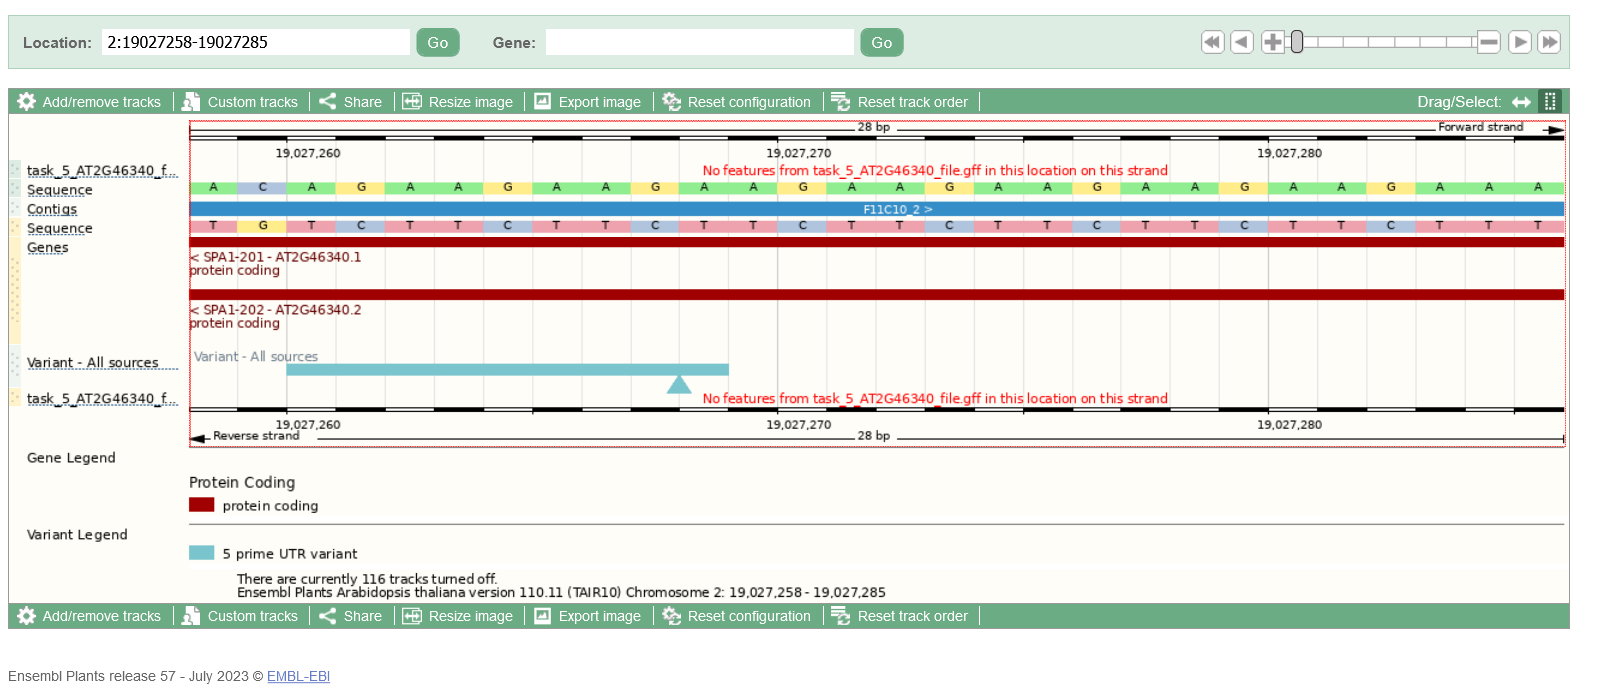 Location: 2:19027258-19027285 Go Gene: Go
Add/remove tracks Custom tracks Share Resize image Export image Reset configuration Reset track order Drag/Select:
28 bp Forward strand
19,027,260 19,027,270 19,027,280
task_5_AT2G46340_f... No features from task_5_AT2G46340_file.gff in this location on this strand
Sequence A C A G A A G A A G A A G A A G A A G A A G A A G A A A
Contigs F11C10_2 >
Sequence T G T C T T C T T C T T C T T C T T C T T C T T C T T T
Genes
< SPA1-201 - AT2G46340.1
protein coding
< SPA1-202 - AT2G46340.2
protein coding
Variant - All sources
Variant - All sources
task_5_AT2G46340_f... No features from task_5_AT2G46340_file.gff in this location on this strand
19,027,260 19,027,270 19,027,280
Reverse strand 28 bp
Gene Legend
Protein Coding
protein coding
Variant Legend
5 prime UTR variant
There are currently 116 tracks turned off.
Ensembl Plants Arabidopsis thaliana version 110.11 (TAIR10) Chromosome 2: 19,027,258 - 19,027,285
Add/remove tracks Custom tracks Share Resize image Export image Reset configuration Reset track order
Ensembl Plants release 57 - July 2023 © EMBL-EBI